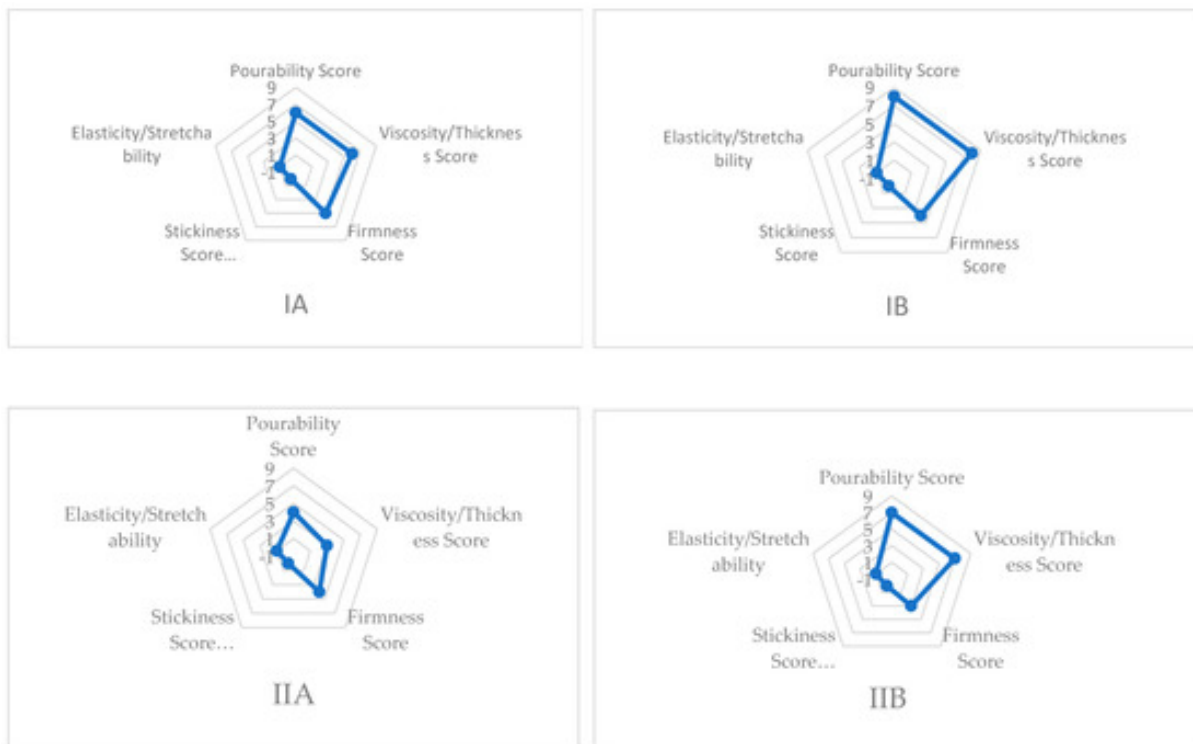 Pourability Score
9
7
5
3
1
-1
Elasticity/Stretcha
bility
Viscosity/Thicknes
s Score
Stickiness
Score...
Firmness
Score
IA
Pourability Score
9
7
5
3
1
-1
Elasticity/Stretcha
bility
Viscosity/Thicknes
s Score
Stickiness
Score
Firmness
Score
IB
Pourability
Score
9
7
5
3
1
-1
Elasticity/Stretch
ability
Viscosity/Thickn
ess Score
Stickiness
Score...
Firmness
Score
IIA
Pourability Score
9
7
5
3
1
-1
Elasticity/Stretch
ability
Viscosity/Thickn
ess Score
Stickiness
Score...
Firmness
Score
IIB